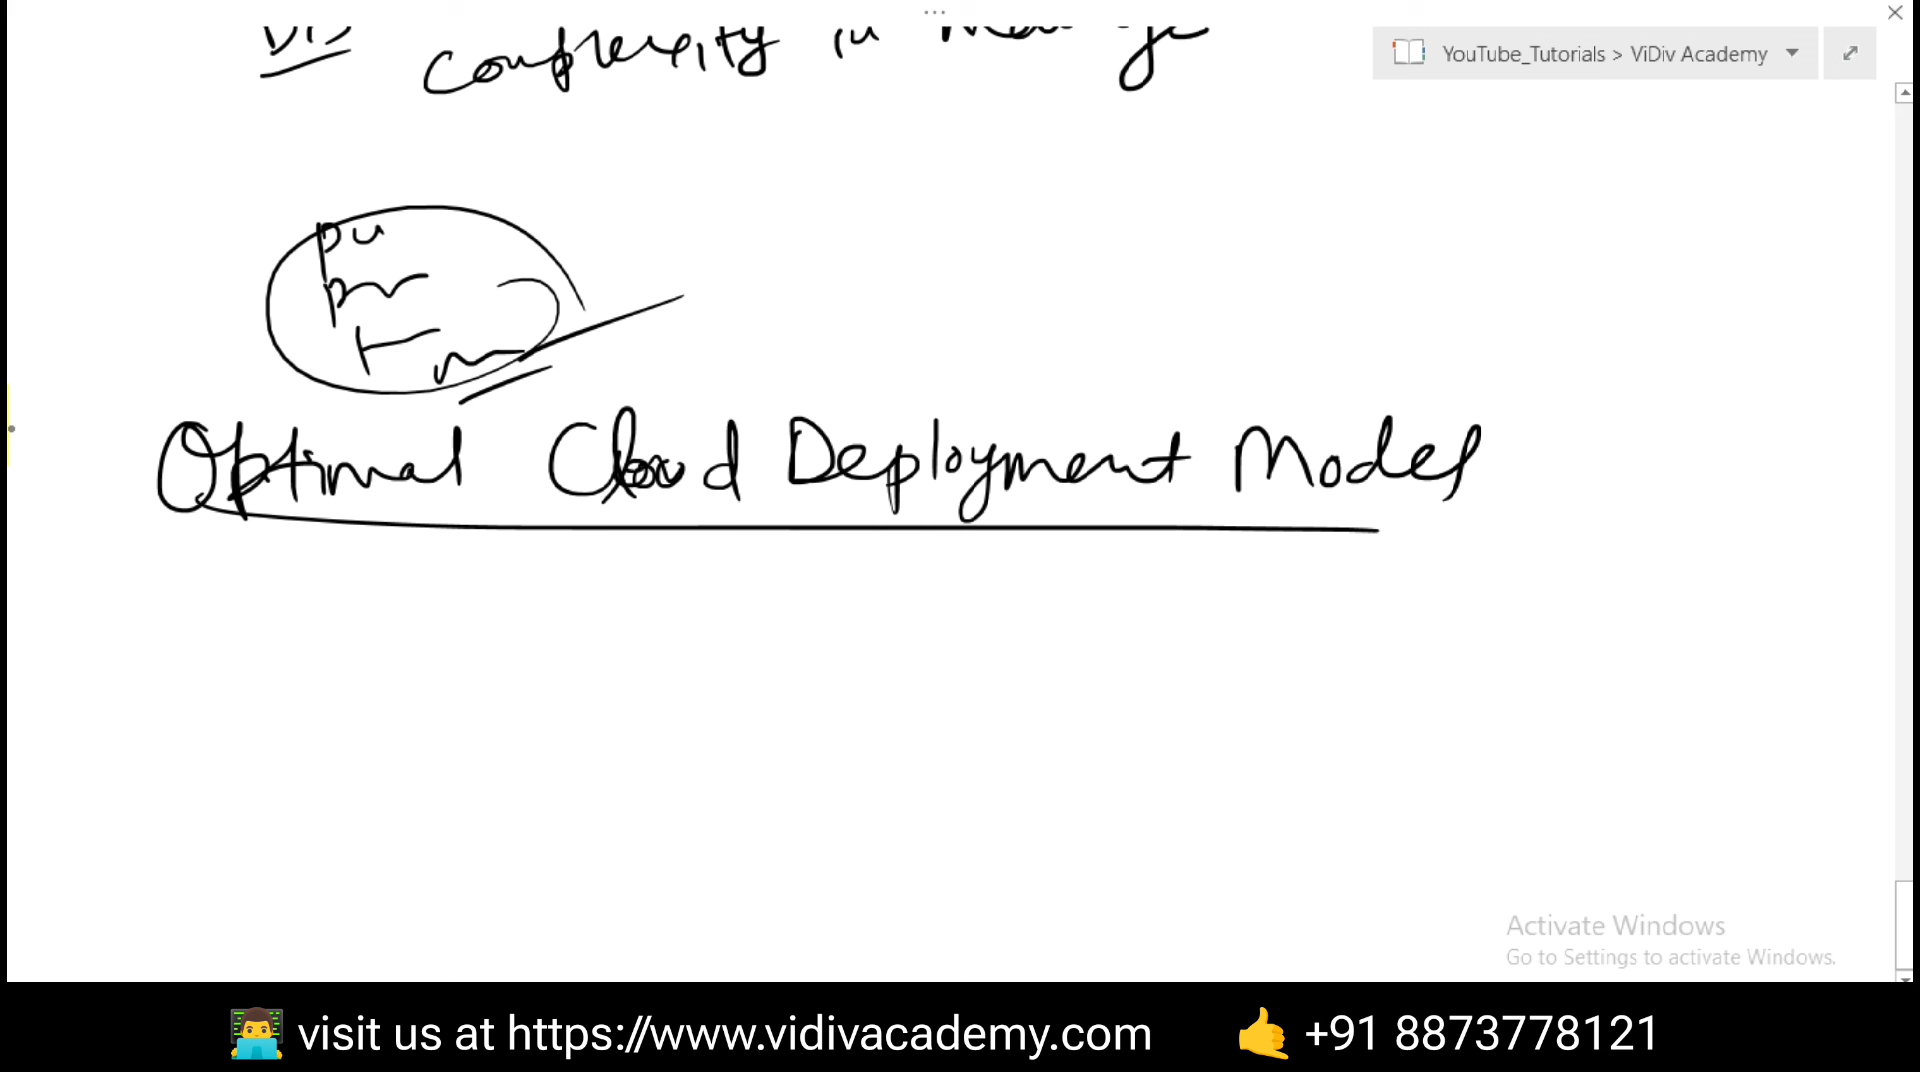 ...
complexity in
YouTube_Tutorials > ViDiv Academy
pu
pr
Optimal Cloud Deployment Model
Activate Windows
Go to Settings to activate Windows.
visit us at https://www.vidivacademy.com +91 8873778121